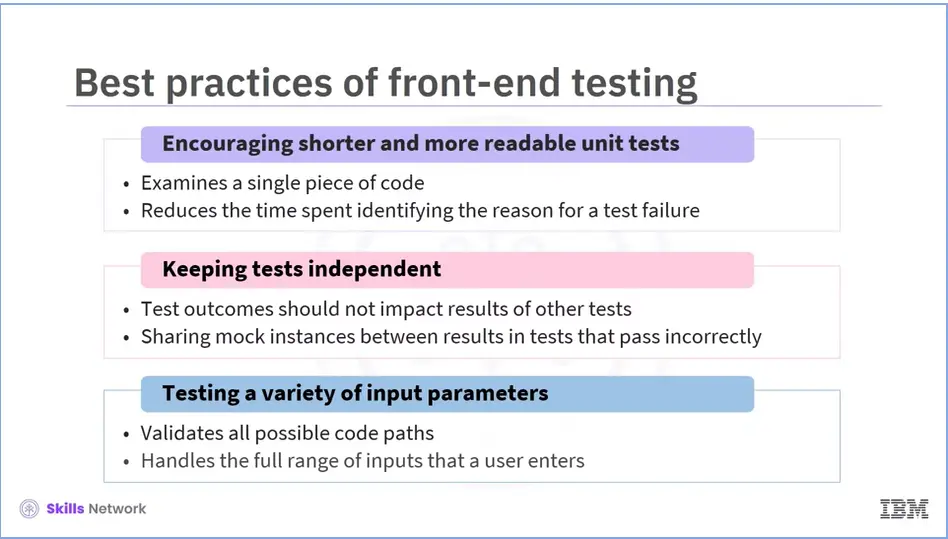 Best practices of front-end testing
Encouraging shorter and more readable unit tests
• Examines a single piece of code
• Reduces the time spent identifying the reason for a test failure
Keeping tests independent
• Test outcomes should not impact results of other tests
• Sharing mock instances between results in tests that pass incorrectly
Testing a variety of input parameters
• Validates all possible code paths
• Handles the full range of inputs that a user enters
Skills Network
IBM